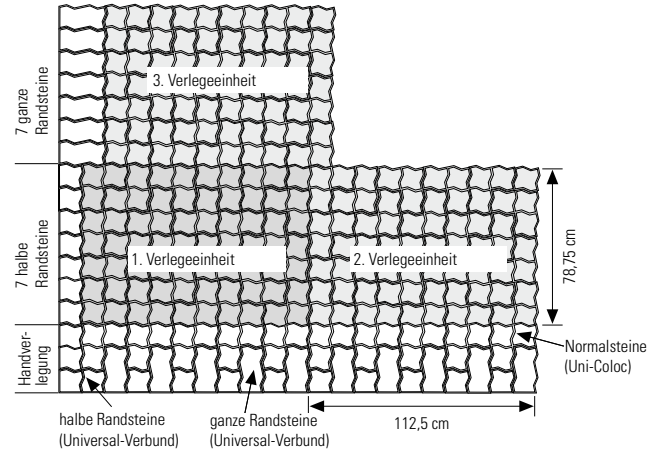 3. Verlegeeinheit
7 ganze
Randsteine
1. Verlegeeinheit
2. Verlegeeinheit
7 halbe
Randsteine
78,75 cm
Handver-
legung
Normalsteine
(Uni-Coloc)
halbe Randsteine
(Universal-Verbund)
ganze Randsteine
(Universal-Verbund)
112,5 cm